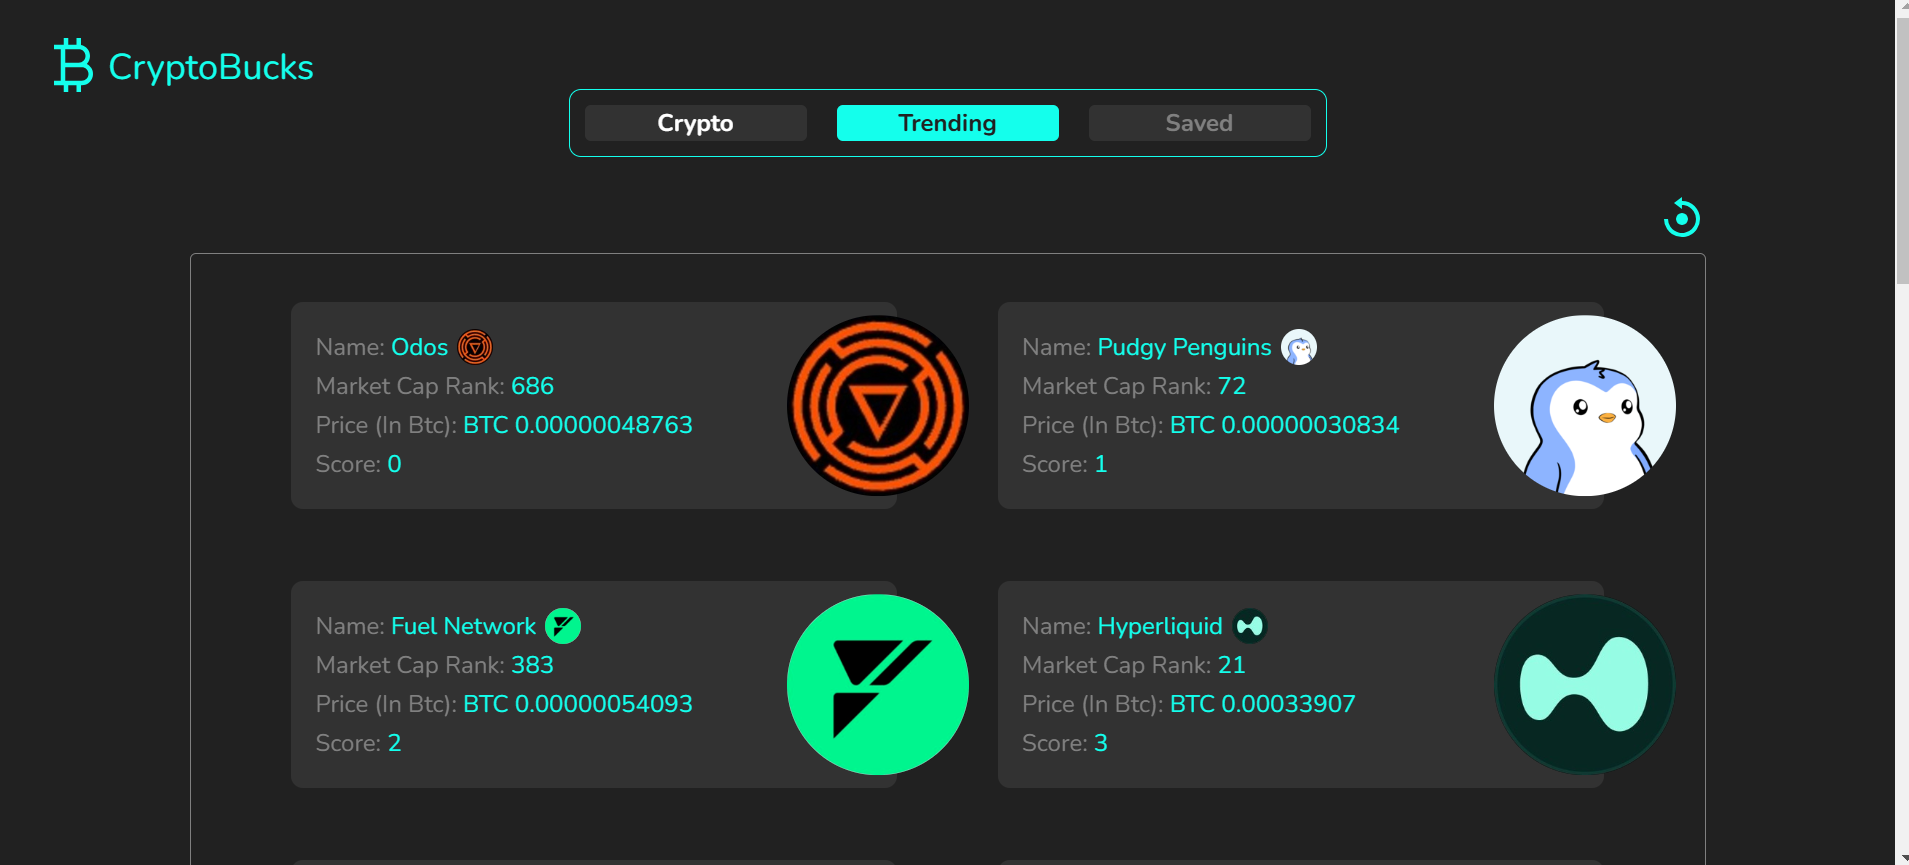 CryptoBucks
Crypto
Trending
Saved
Name: Odos
Market Cap Rank: 686
Price (In Btc): BTC 0.00000048763
Score: 0
Name: Pudgy Penguins
Market Cap Rank: 72
Price (In Btc): BTC 0.00000030834
Score: 1
Name: Fuel Network
Market Cap Rank: 383
Price (In Btc): BTC 0.00000054093
Score: 2
Name: Hyperliquid
Market Cap Rank: 21
Price (In Btc): BTC 0.00033907
Score: 3